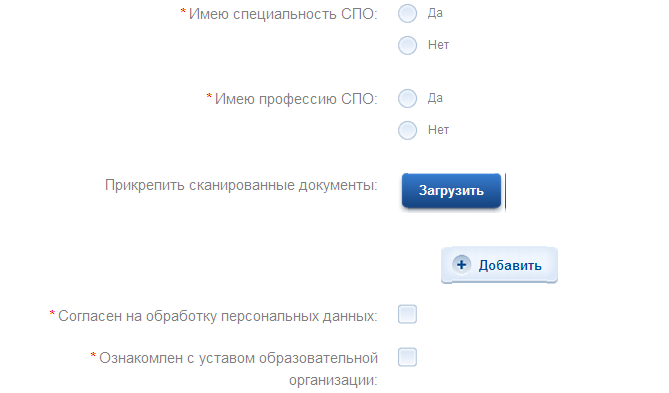 * Имею специальность СПО:
Да
Нет
* Имею профессию СПО:
Да
Нет
Прикрепить сканированные документы:
Загрузить
Добавить
* Согласен на обработку персональных данных:
* Ознакомлен с уставом образовательной
организации: